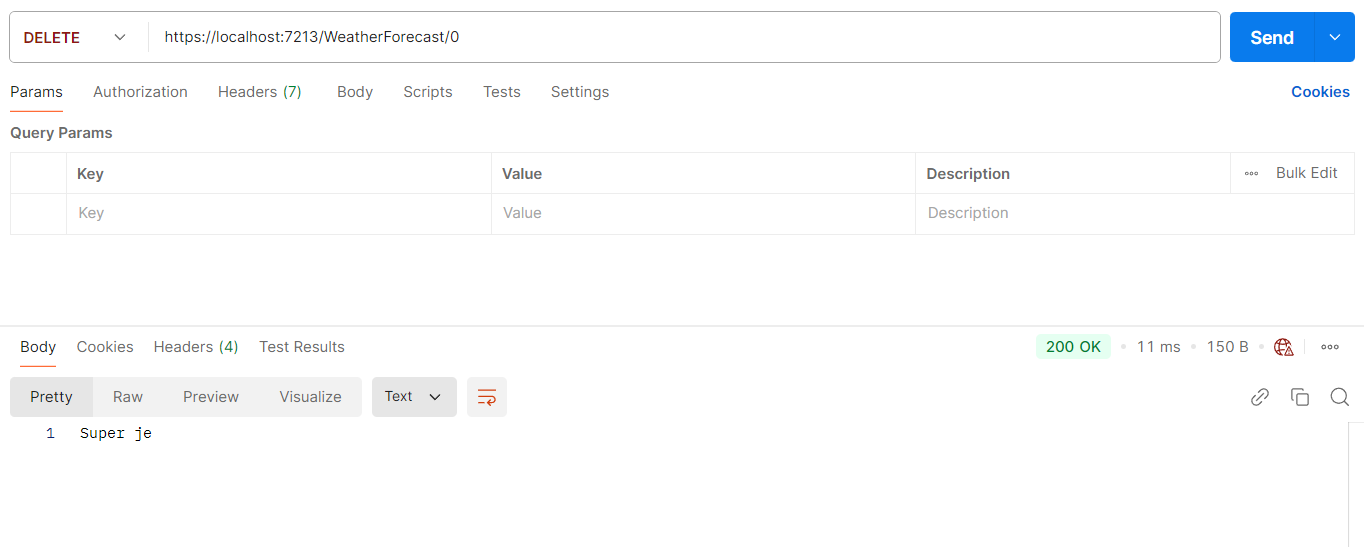 DELETE https://localhost:7213/WeatherForecast/0 Send
Params Authorization Headers (7) Body Scripts Tests Settings Cookies
Query Params
Key Value Description Bulk Edit
Key Value Description
Body Cookies Headers (4) Test Results 200 OK 11 ms 150 B
Pretty Raw Preview Visualize Text
1 Super je